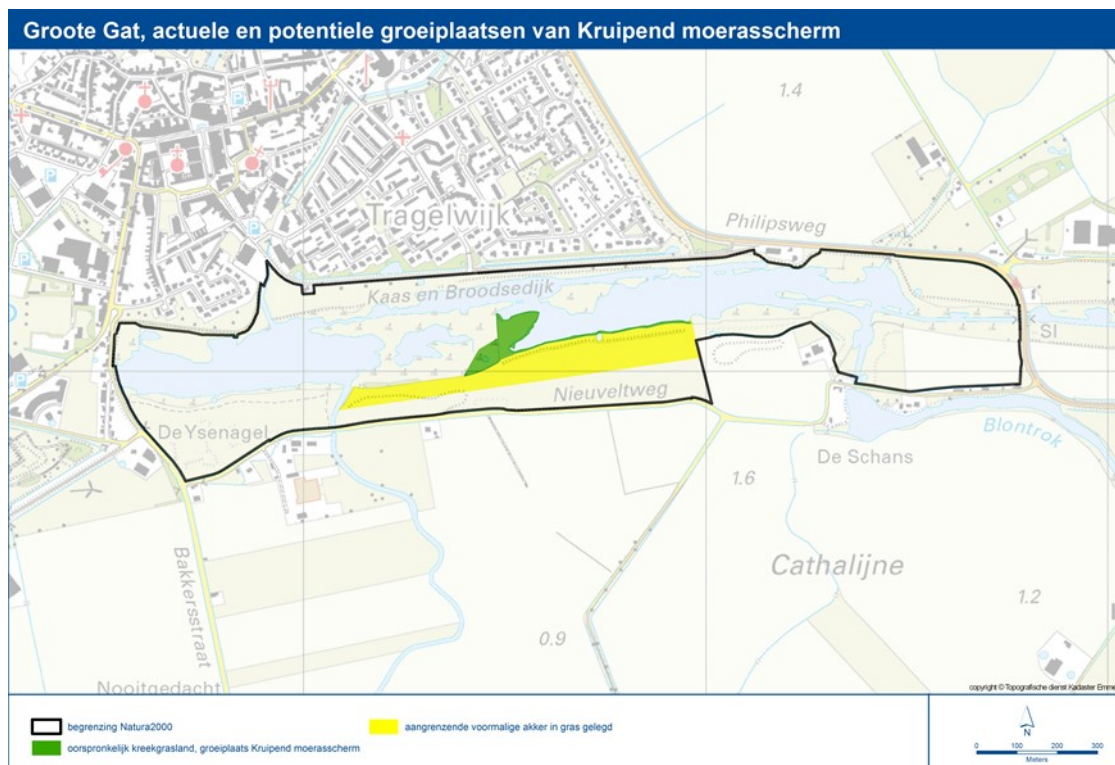 Groote Gat, actuele en potentiele groeiplaatsen van Kruipend moerasscherm
1.4
Tragelwijk
Philipsweg
Kaas en Broodsedijk
SI
Nieuveltweg
De Ysenagel
Blontrok
De Schans
1.6
Bakkersstraat
Cathalijne
1.2
0.9
Nooitgedacht
copyright © Topografische dienst Kadaster Emme
begrenzing Natura2000
aangrenzende voormalige akker in gras gelegd
oorspronkelijk kreekgrasland, groeiplaats Kruipend moerasscherm
N
0 100 200 300
Meters
P
P
P
P